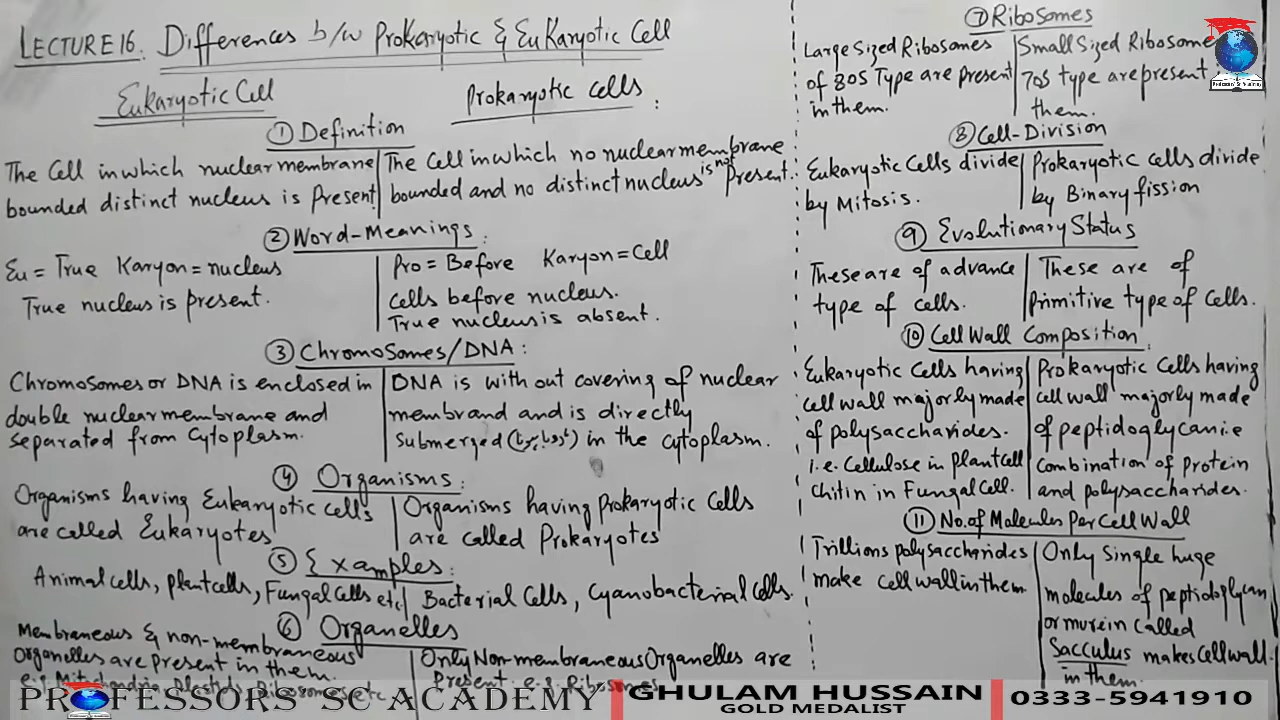 LECTURE 16. Differences b/w Prokaryotic & Eukaryotic Cell
Eukaryotic Cell
Prokaryotic cells :
① Definition
The Cell in which nuclear membrane
bounded distinct nucleus is Present
The Cell in which no nuclear membrane
bounded and no distinct nucleus is not Present.
② Word-Meanings :
Eu = True Karyon = nucleus
True nucleus is present.
Pro = Before Karyon = Cell
Cells before nucleus.
True nucleus is absent.
③ Chromosomes/DNA :
Chromosomes or DNA is enclosed in
double nuclear membrane and
separated from Cytoplasm.
DNA is with out covering of nuclear
membrand and is directly
submerged in the cytoplasm.
④ Organisms :
Organisms having Eukaryotic cells
are called Eukaryotes
Organisms having Prokaryotic Cells
are called Prokaryotes
⑤ Examples :
Animal cells, plant cells, Fungal Cells etc
Bacterial Cells, Cyanobacterial Cells.
⑥ Organelles
Membraneous & non-membraneous
Organelles are present in them.
e.g. Mitochondria, Plastids, Ribosomes etc
Only Non-membraneous Organelles are
Present e.g. Ribosomes
⑦ Ribosomes
Large Sized Ribosomes
of 80S Type are present
in them.
Small Sized Ribosome
70S type are present
them.
⑧ Cell-Division
Eukaryotic Cells divide
by Mitosis.
Prokaryotic cells divide
by Binary fission
⑨ Evolutionary Status
These are of advance
type of cells.
These are of
primitive type of Cells.
⑩ Cell Wall Composition :
Eukaryotic Cells having
cell wall majorly made
of polysaccharides.
i.e. Cellulose in Plant cell
Chitin in Fungal Cell.
Prokaryotic Cells having
cell wall majorly made
of peptidoglycan i.e
combination of Protein
and polysaccharides.
⑪ No. of Molecules Per Cell Wall
Trillions polysaccharides
make cell wall in them
Only Single huge
molecules of peptidoglycan
or murein called
Sacculus makes cell wall
in them.
PROFESSORS' SC ACADEMY
GHULAM HUSSAIN
GOLD MEDALIST
0333-5941910